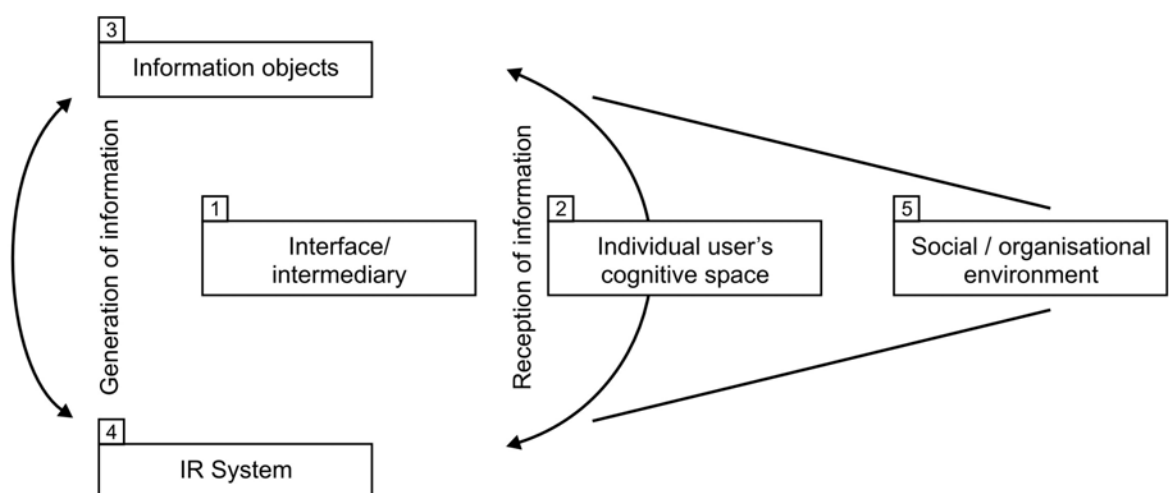 3
Information objects
Generation of information
1
Interface/
intermediary
Reception of information
2
Individual user's
cognitive space
5
Social / organisational
environment
4
IR System